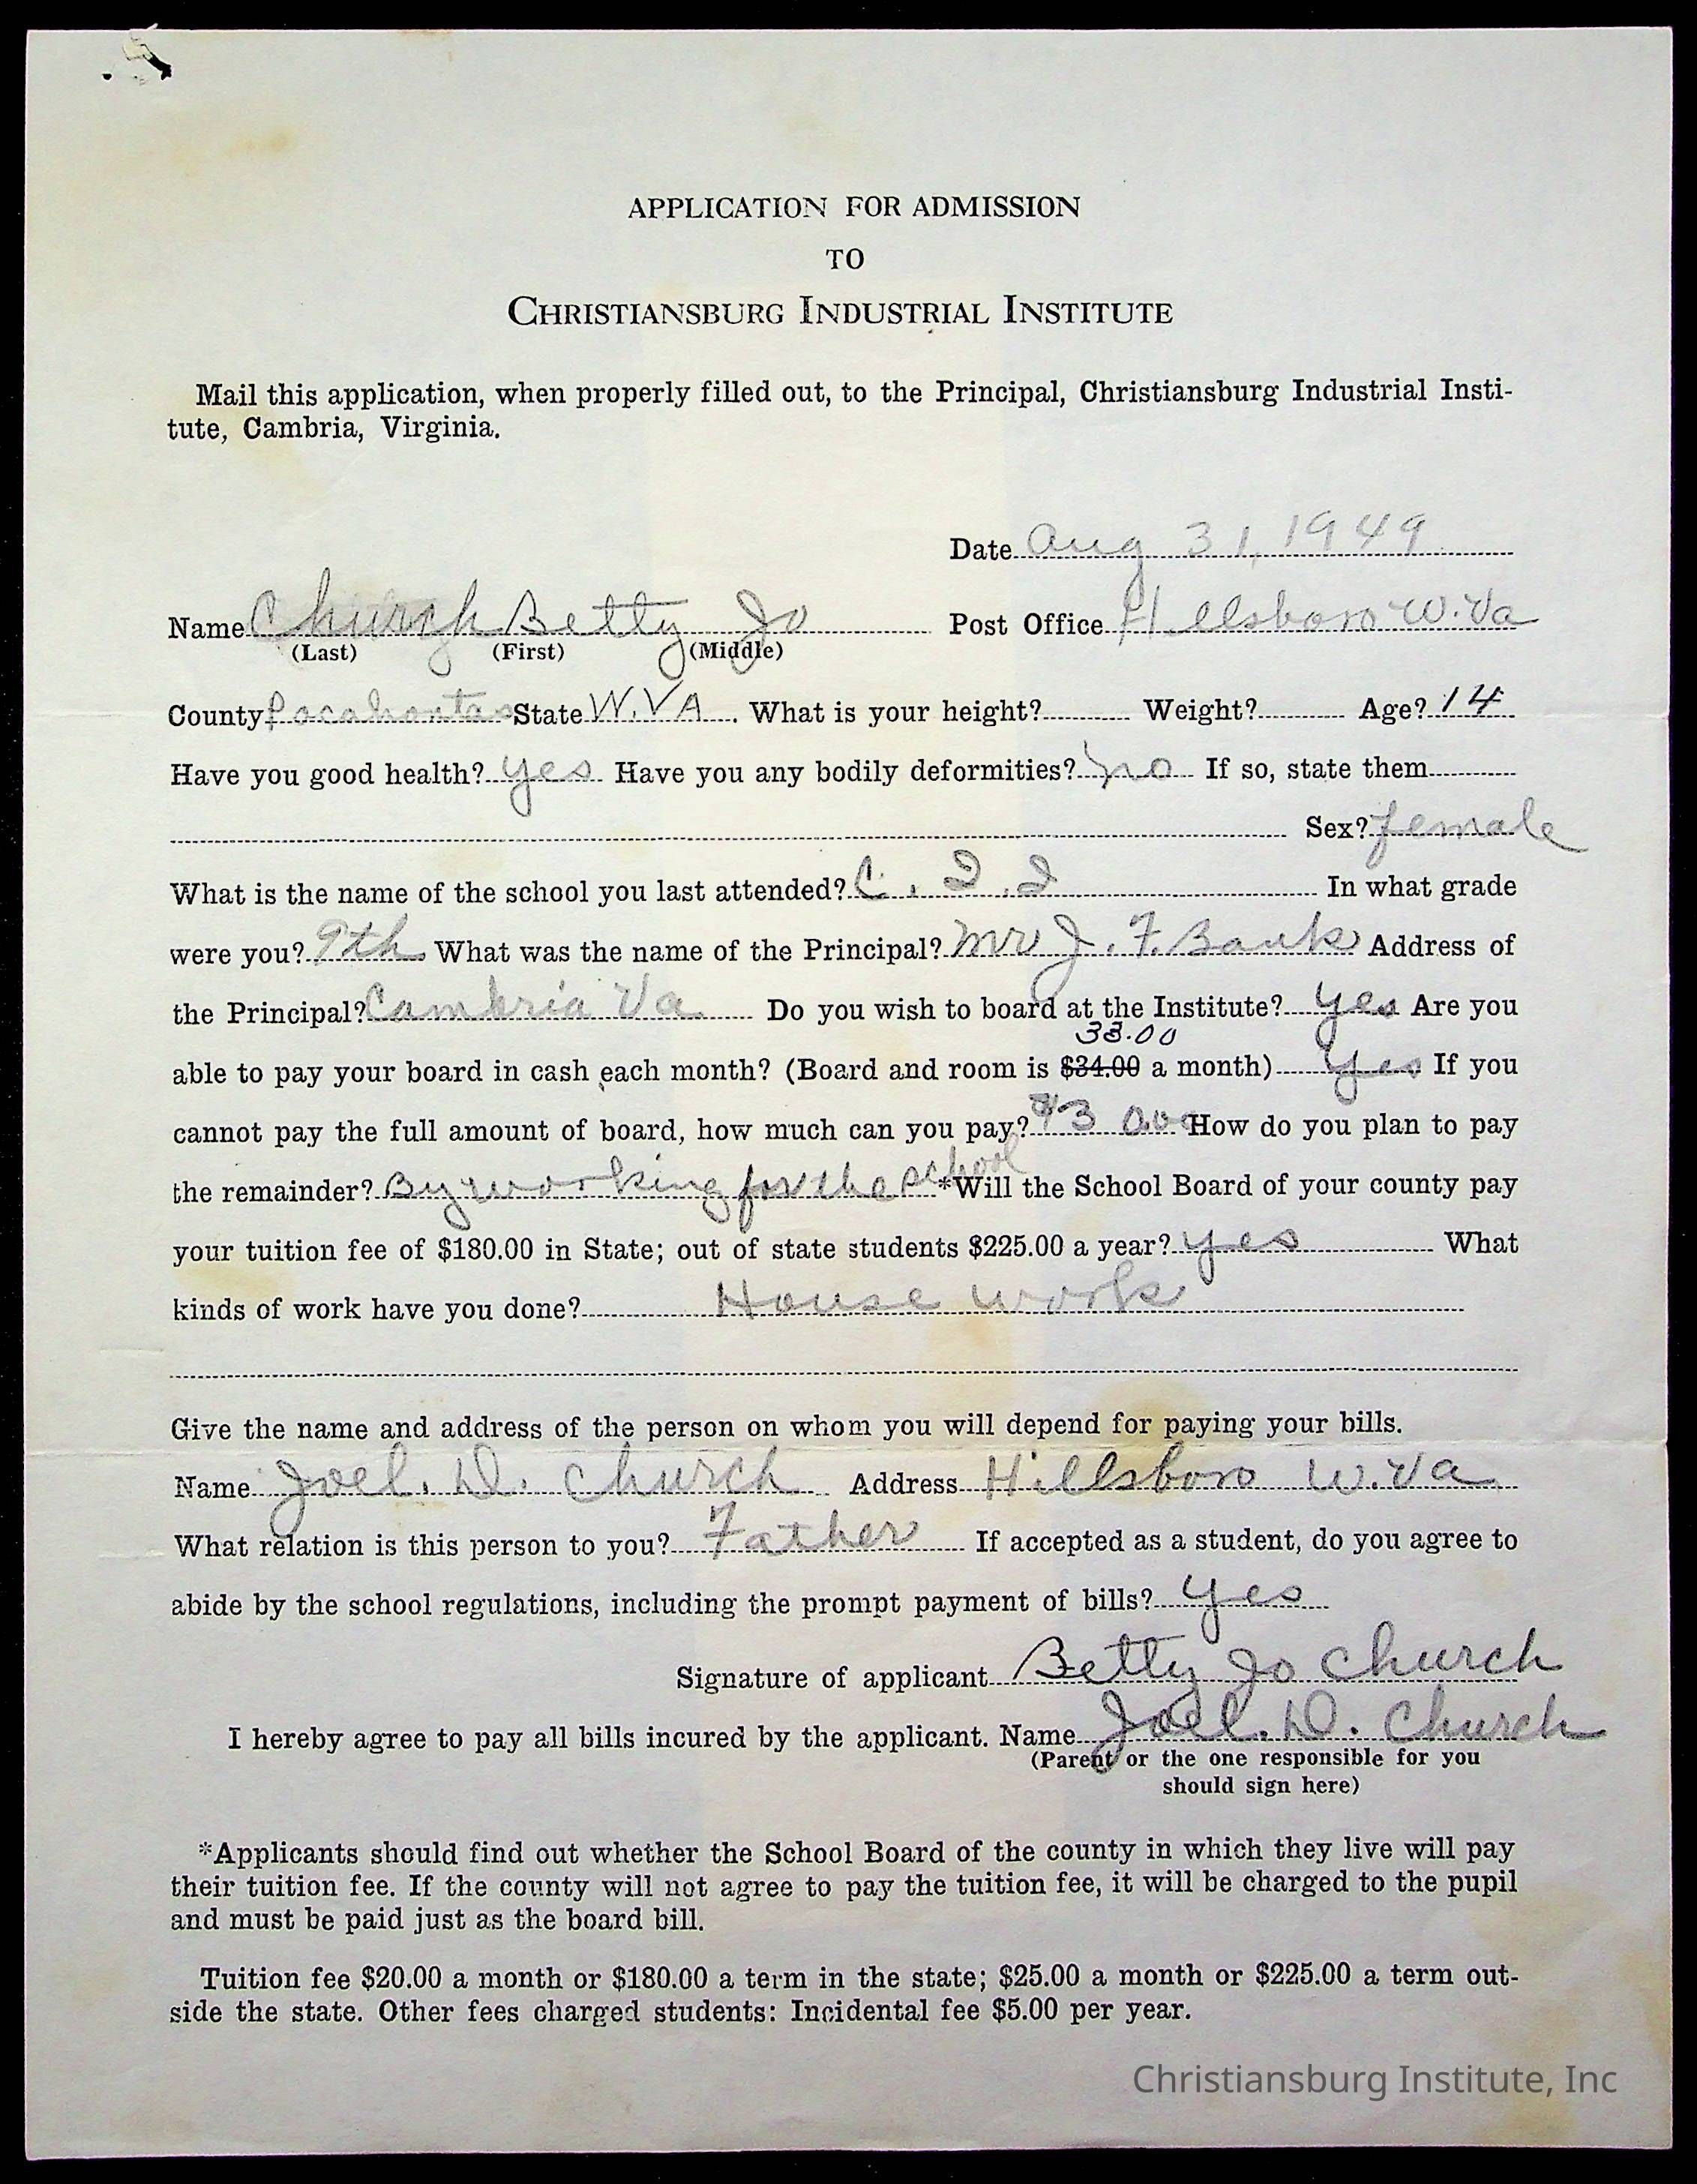 APPLICATION FOR ADMISSION
TO
CHRISTIANSBURG INDUSTRIAL INSTITUTE
Mail this application, when properly filled out, to the Principal, Christiansburg Industrial Insti-
tute, Cambria, Virginia.
Date Aug 31, 1949
Name Church Betty Jo Post Office Hillsboro W.Va
(Last) (First) (Middle)
County Pocahontas State W.VA. What is your height? Weight? Age? 14
Have you good health? yes Have you any bodily deformities? no If so, state them
Sex? female
What is the name of the school you last attended? C. I. I In what grade
were you? 9th What was the name of the Principal? Mr J. F. Banks Address of
the Principal? Cambria Va Do you wish to board at the Institute? yes Are you
33.00
able to pay your board in cash each month? (Board and room is $34.00 a month) yes If you
cannot pay the full amount of board, how much can you pay? $30.00 How do you plan to pay
the remainder? By working for the school *Will the School Board of your county pay
your tuition fee of $180.00 in State; out of state students $225.00 a year? yes What
kinds of work have you done? House work
Give the name and address of the person on whom you will depend for paying your bills.
Name Joel. D. Church Address Hillsboro W.Va
What relation is this person to you? Father If accepted as a student, do you agree to
abide by the school regulations, including the prompt payment of bills? yes
Signature of applicant Betty Jo Church
I hereby agree to pay all bills incured by the applicant. Name Joel. D. Church
(Parent or the one responsible for you
should sign here)
*Applicants should find out whether the School Board of the county in which they live will pay
their tuition fee. If the county will not agree to pay the tuition fee, it will be charged to the pupil
and must be paid just as the board bill.
Tuition fee $20.00 a month or $180.00 a term in the state; $25.00 a month or $225.00 a term out-
side the state. Other fees charged students: Incidental fee $5.00 per year.
Christiansburg Institute, Inc